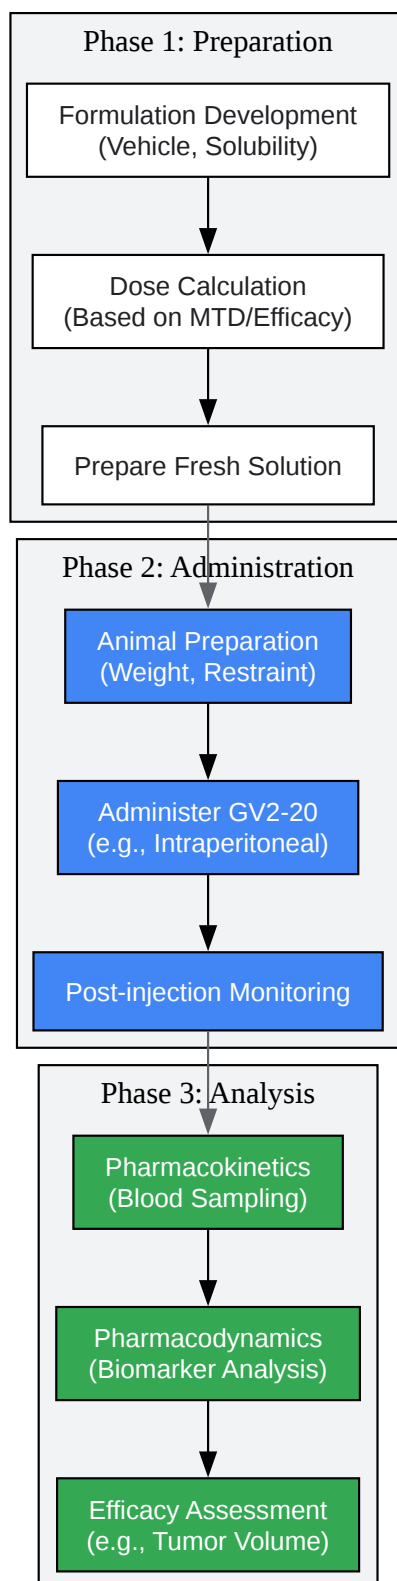 Phase 1: Preparation
Formulation Development
(Vehicle, Solubility)
Dose Calculation
(Based on MTD/Efficacy)
Prepare Fresh Solution
Phase 2: Administration
Animal Preparation
(Weight, Restraint)
Administer GV2-20
(e.g., Intraperitoneal)
Post-injection Monitoring
Phase 3: Analysis
Pharmacokinetics
(Blood Sampling)
Pharmacodynamics
(Biomarker Analysis)
Efficacy Assessment
(e.g., Tumor Volume)